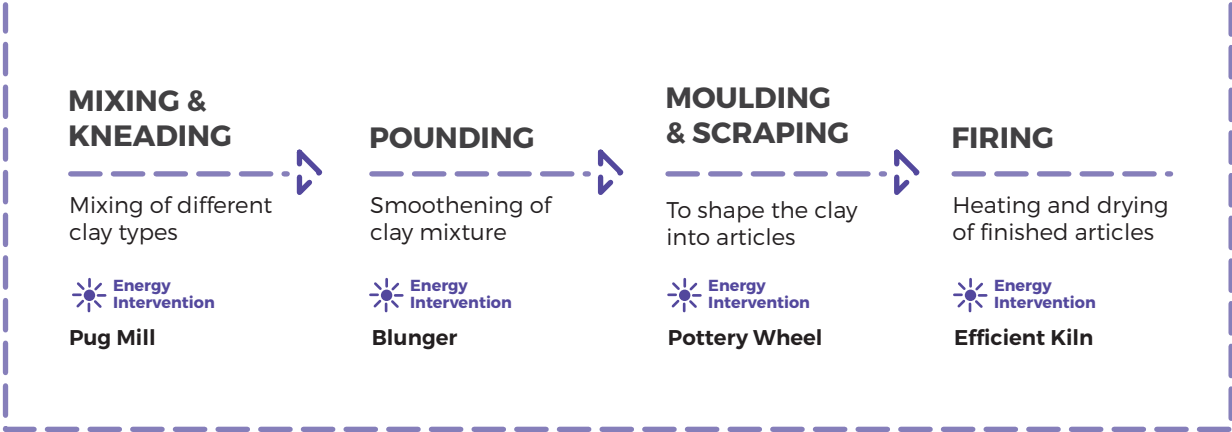 MIXING &
KNEADING
Mixing of different
clay types
Energy
Intervention
Pug Mill
POUNDING
Smoothening of
clay mixture
Energy
Intervention
Blunger
MOULDING
& SCRAPING
To shape the clay
into articles
Energy
Intervention
Pottery Wheel
FIRING
Heating and drying
of finished articles
Energy
Intervention
Efficient Kiln